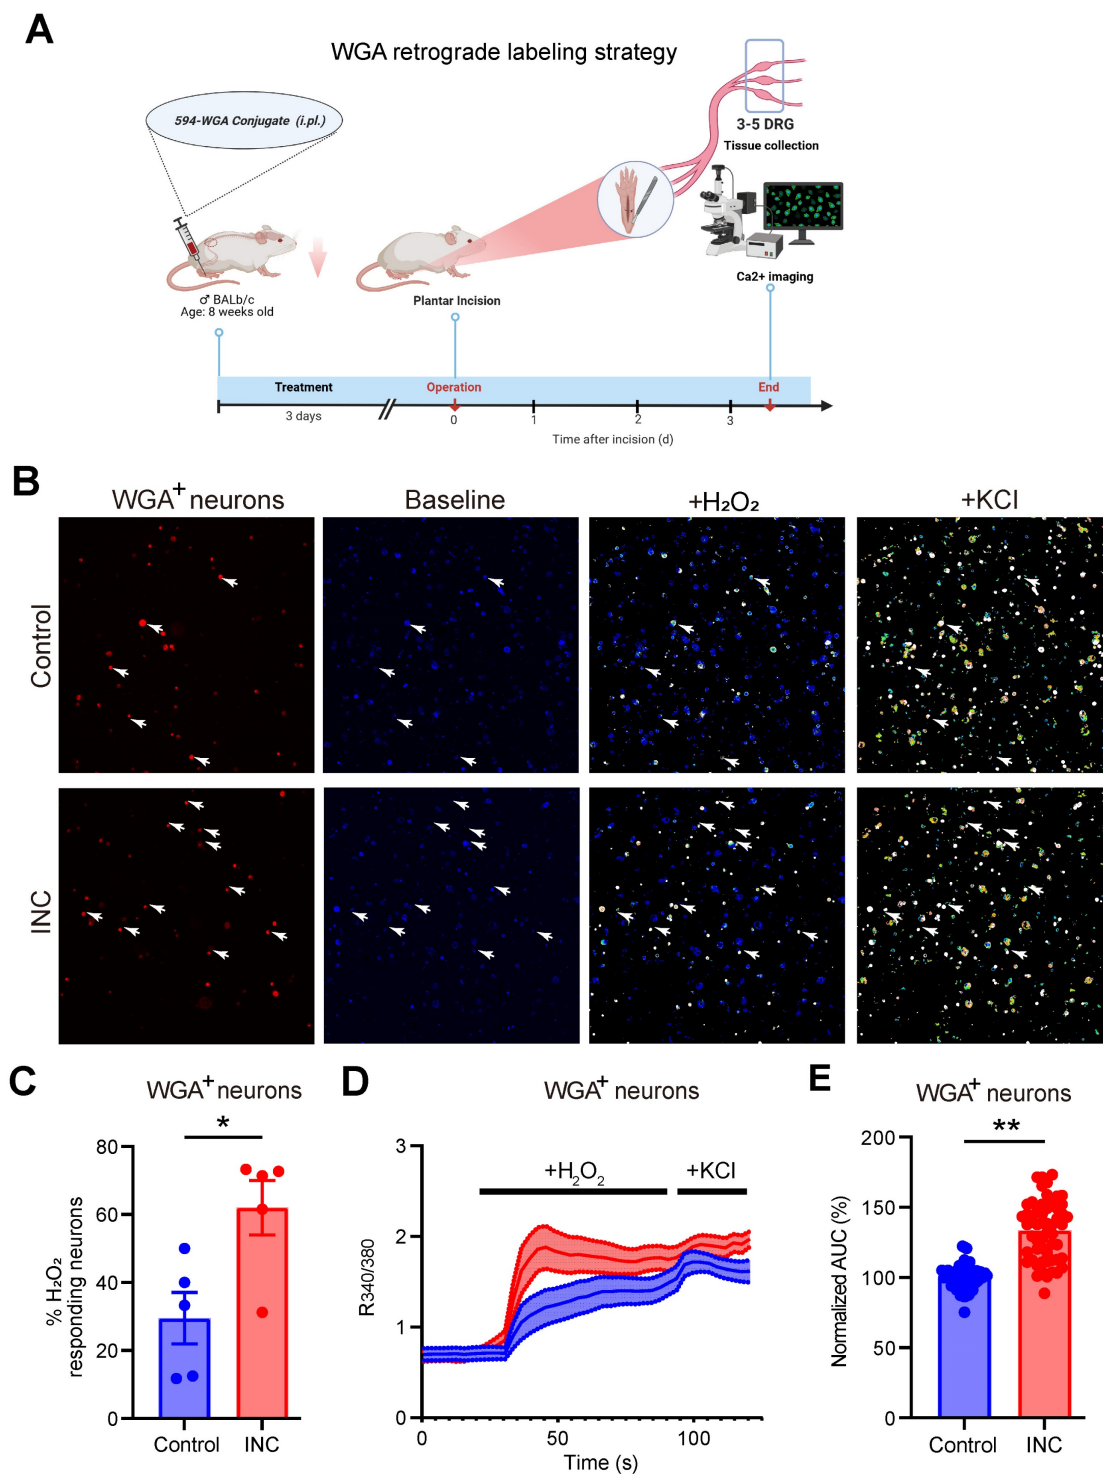 A
WGA retrograde labeling strategy
594-WGA Conjugate (i.pl.)
3-5 DRG
Tissue collection
Ca2+ imaging
♂ BALb/c
Age: 8 weeks old
Plantar Incision
Treatment
Operation
End
3 days
0
1
2
3
Time after incision (d)
B
WGA+ neurons
Baseline
+H₂O₂
+KCl
Control
INC
C
WGA+ neurons
*
% H₂O₂
responding neurons
80
60
40
20
0
Control
INC
D
WGA+ neurons
+H₂O₂
+KCl
R340/380
3
2
1
0
0
50
100
Time (s)
E
WGA+ neurons
**
Normalized AUC (%)
200
150
100
50
0
Control
INC